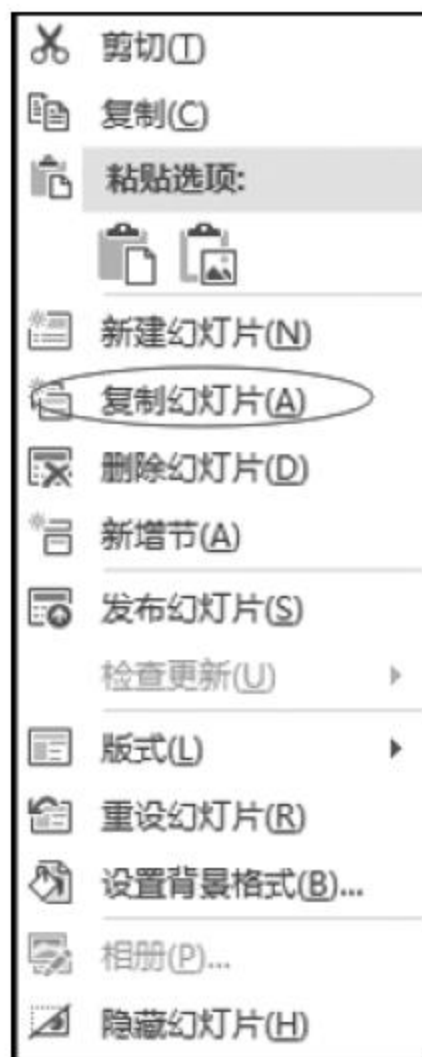 剪切(T)
复制(C)
粘贴选项:
新建幻灯片(N)
复制幻灯片(A)
删除幻灯片(D)
新增节(A)
发布幻灯片(S)
检查更新(U)
版式(L)
重设幻灯片(R)
设置背景格式(B)...
相册(P)...
隐藏幻灯片(H)